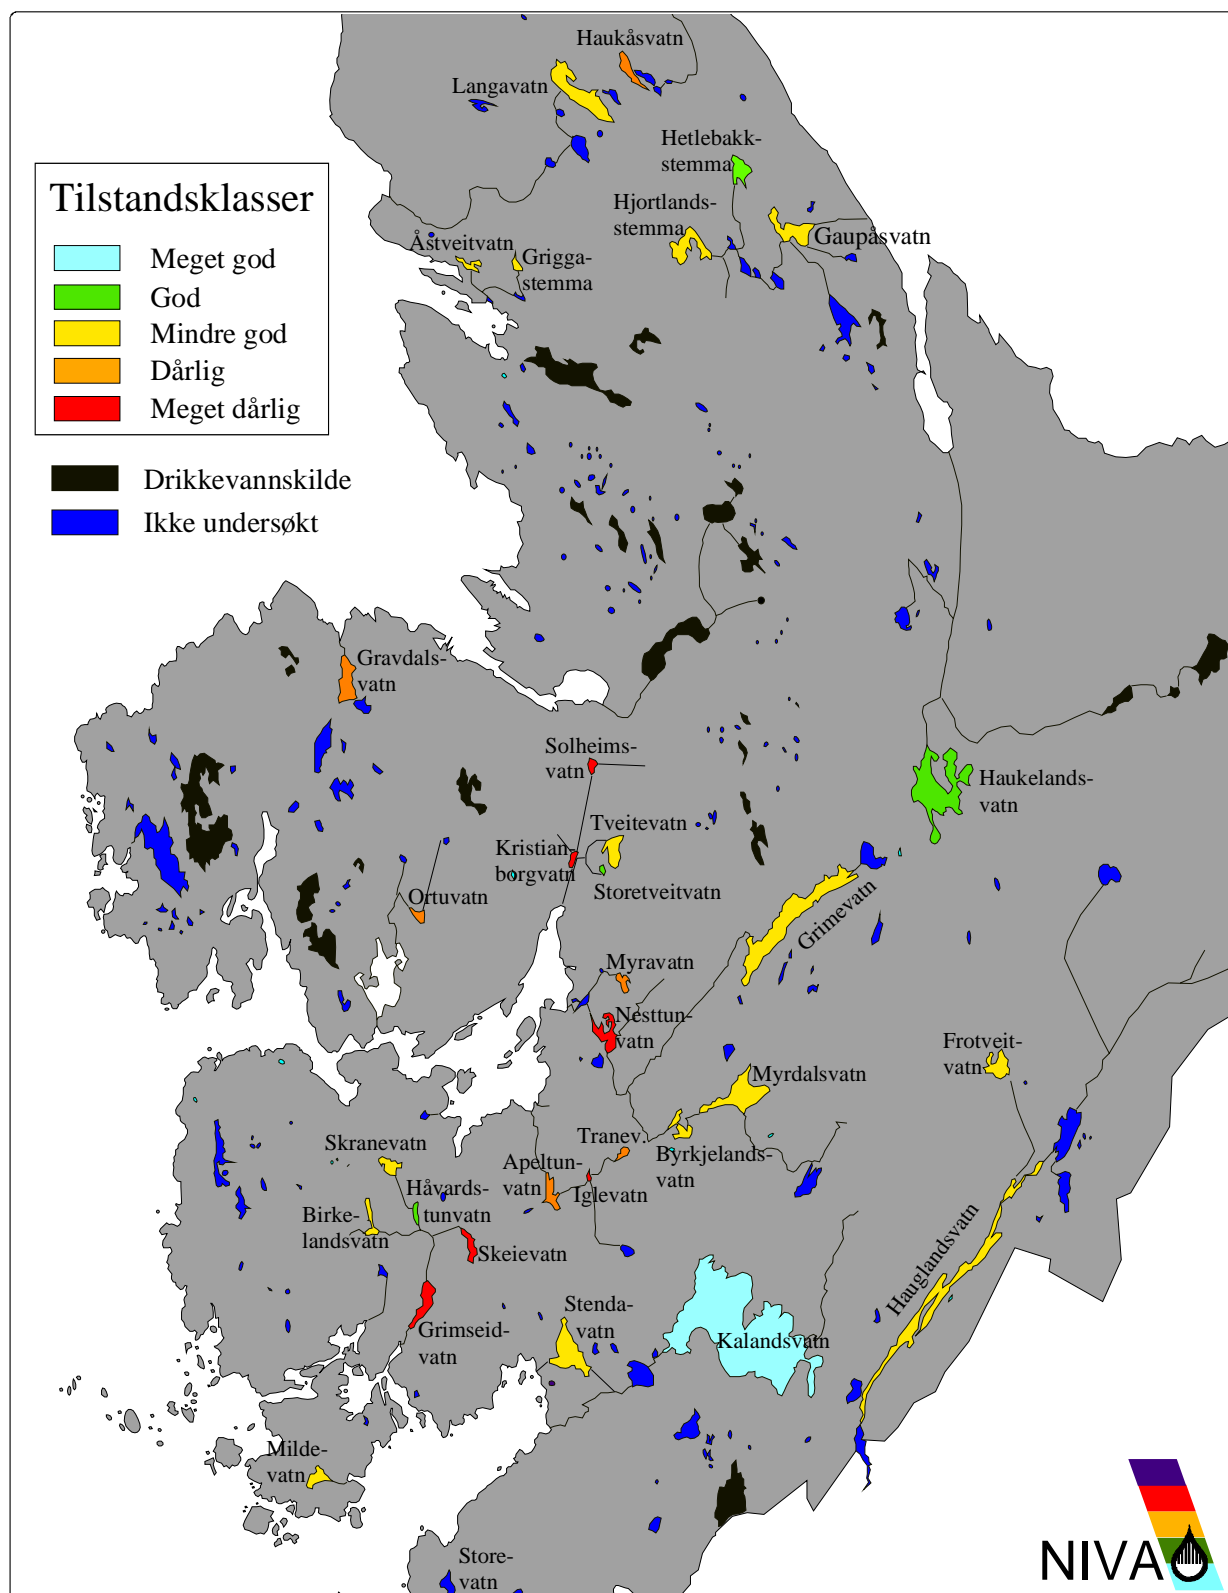 Haukåsvatn
Langavatn
Hetlebakk-
stemma
Tilstandsklasser
Meget god
God
Mindre god
Dårlig
Meget dårlig
Drikkevannskilde
Ikke undersøkt
Hjortlands-
stemma
Gaupåsvatn
Åstveitvatn
Grigga-
stemma
Gravdals-
vatn
Solheims-
vatn
Haukelands-
vatn
Tveitevatn
Kristian-
borgvatn
Storetveitvatn
Ortuvatn
Grimevatn
Myravatn
Nesttun-
vatn
Frotveit-
vatn
Myrdalsvatn
Skranevatn
Tranev.
Byrkjelands-
vatn
Apeltun-
vatn
Iglevatn
Håvards-
tunvatn
Birke-
landsvatn
Skeievatn
Hauglandsvatn
Stenda-
vatn
Grimseid-
vatn
Kalandsvatn
Milde-
vatn
Store-
vatn
NIVA